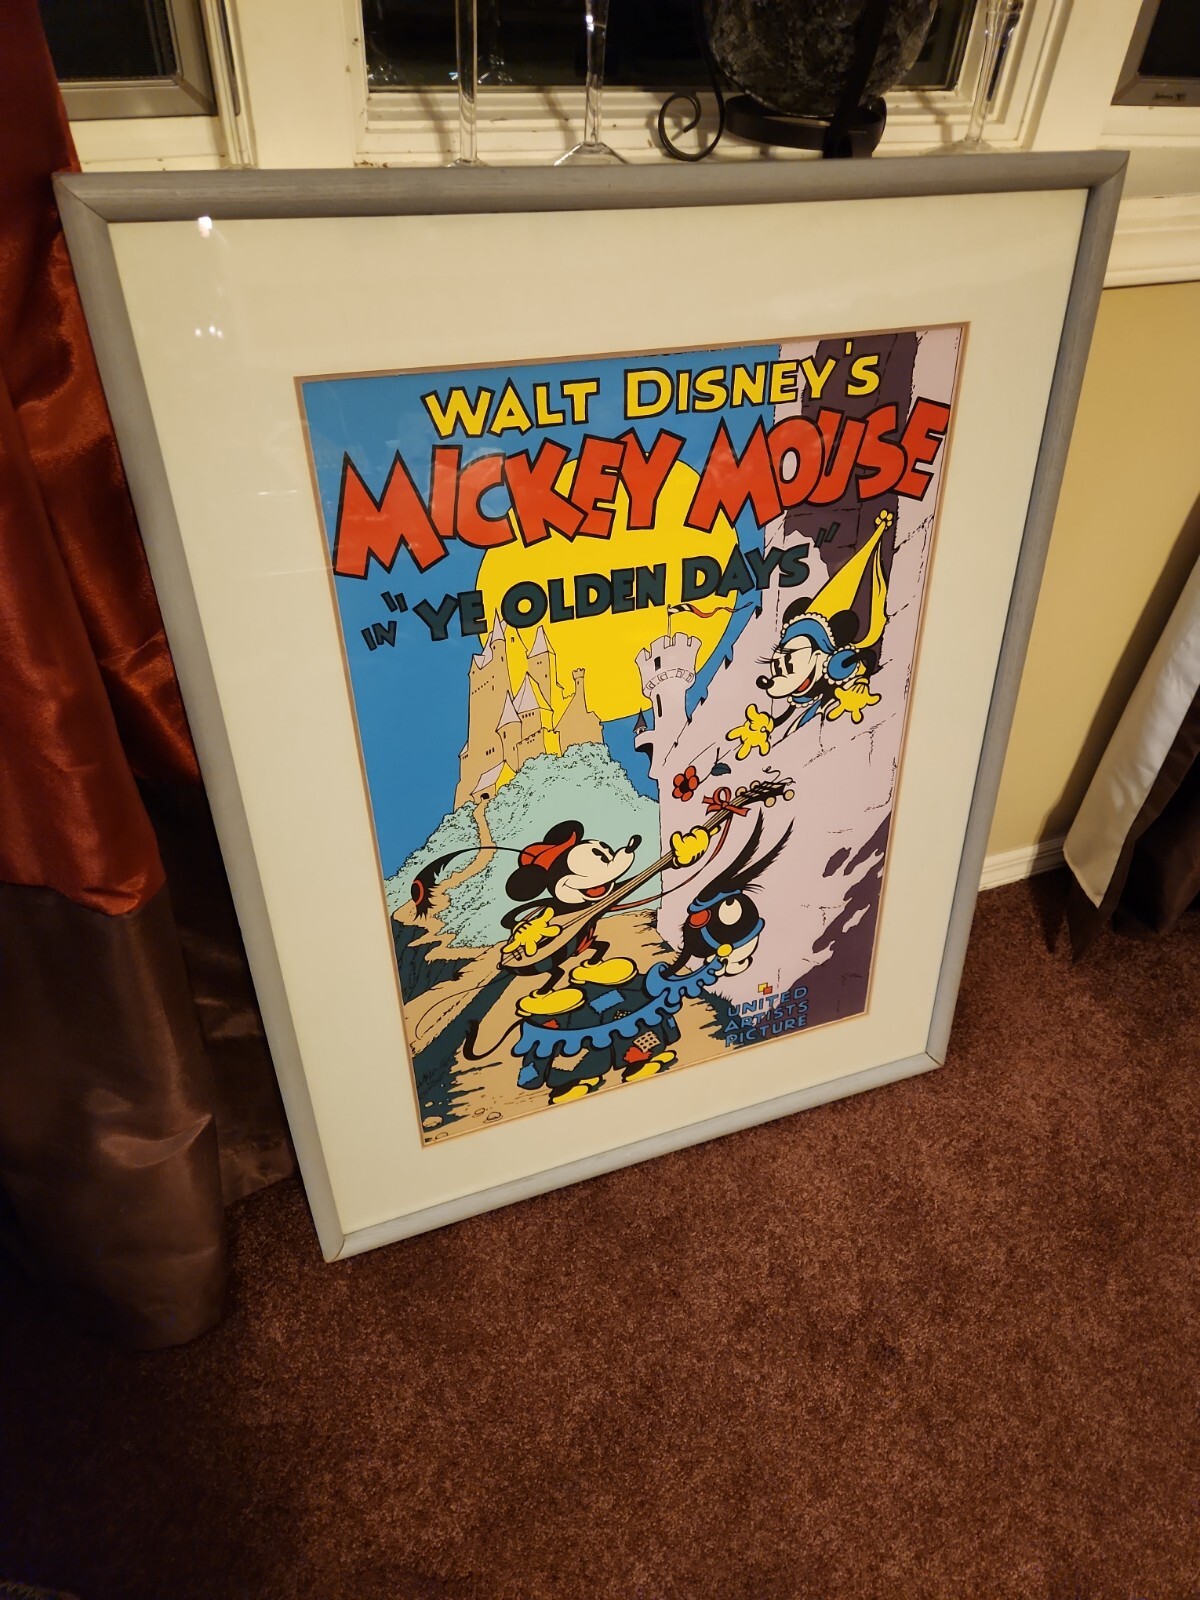 WALT DISNEY'S
MICKEY MOUSE
IN "YE OLDEN DAYS"
UNITED
ARTISTS
PICTURE